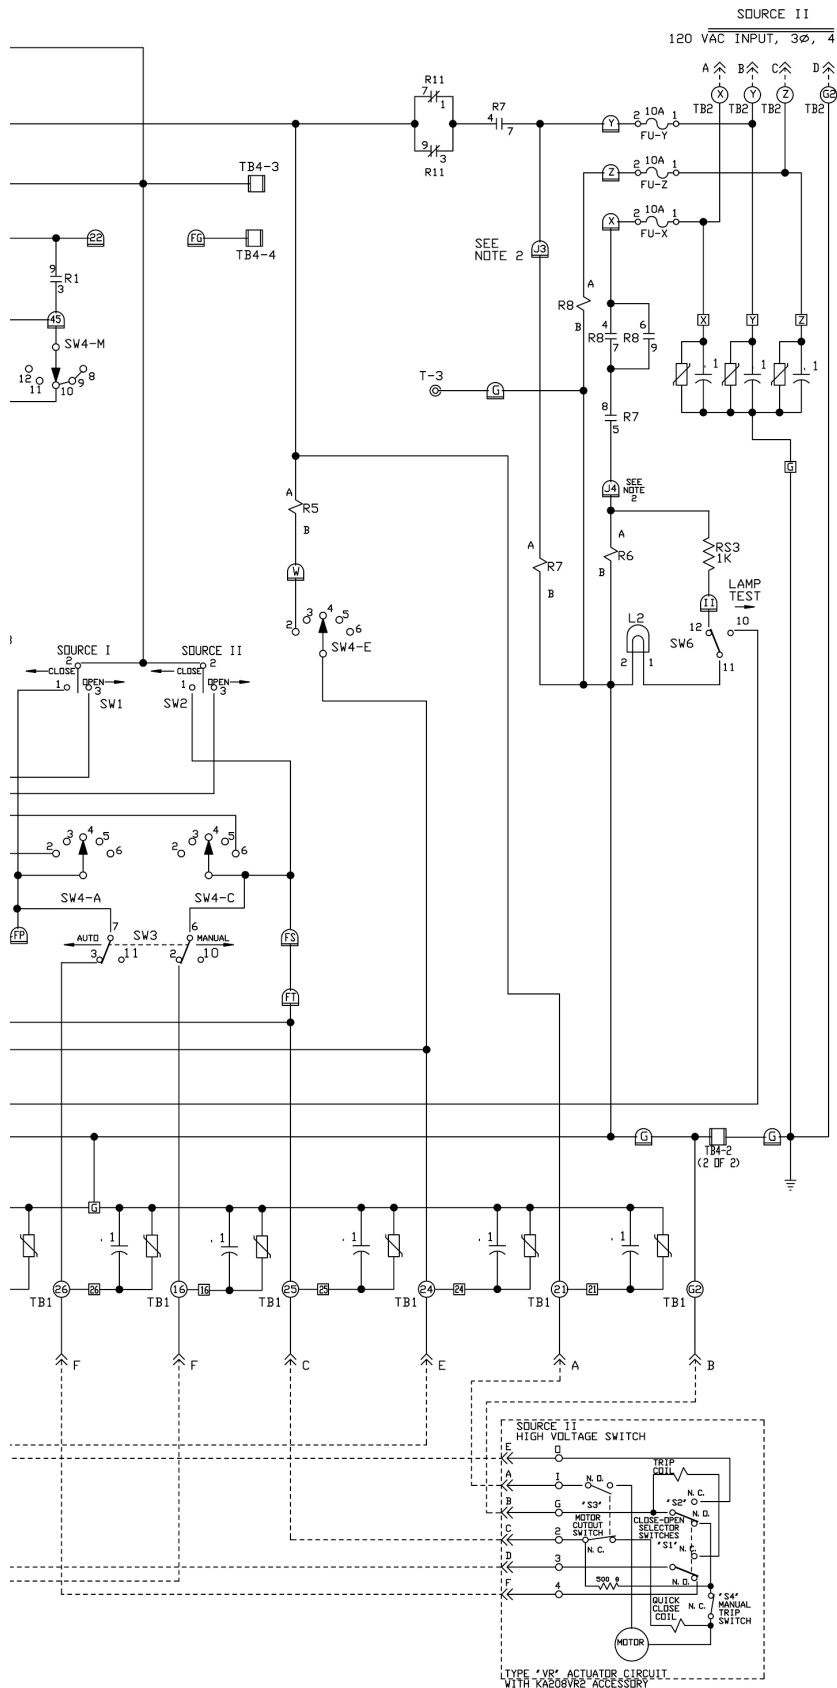 SOURCE II
120 VAC INPUT, 3Ø, 4
A B C D
X Y Z G2
TB2 TB2 TB2 TB2
R11
7 1
9 3
R11
R7
4 7
Y
2 10A 1
FU-Y
Z
2 10A 1
FU-Z
X
2 10A 1
FU-X
TB4-3
22
FG
TB4-4
SEE
NOTE 2
J3
9
R1
3
45
SW4-M
12 11 10 9 8
A
R8
B
4 6
R8 R8
7 9
X Y Z
.1 .1 .1
T-3
G
8
R7
5
G
A
R5
B
J4
SEE
NOTE
2
A
R7
B
A
R6
B
RS3
1K
W
II
LAMP
TEST
2 3 4 5 6
SW4-E
L2
2 1
12 10
SW6
11
SOURCE I SOURCE II
2 2
CLOSE CLOSE
1 OPEN 3 1 OPEN 3
SW1 SW2
2 3 4 5 6
2 3 4 5 6
SW4-A SW4-C
FP
7 6
AUTO SW3 MANUAL
3 11 2 10
FS
FT
G
TB4-2
(2 OF 2)
G
G
.1 .1 .1 .1 .1
26 26 16 16 25 25 24 24 21 21 G2
TB1 TB1 TB1 TB1 TB1 TB1
F F C E A B
SOURCE II
HIGH VOLTAGE SWITCH
E
A I
B G
C 2
D 3
F 4
TRIP
COIL
N.O.
N.C.
"S2"
N.O.
"S3"
MOTOR
CUTOUT
SWITCH
N.C.
CLOSE-OPEN
SELECTOR
SWITCHES
"S1"
N.C.
N.O.
500
QUICK
CLOSE
COIL
N.C.
"S4"
MANUAL
TRIP
SWITCH
MOTOR
TYPE "VR" ACTUATOR CIRCUIT
WITH KA208VR2 ACCESSORY